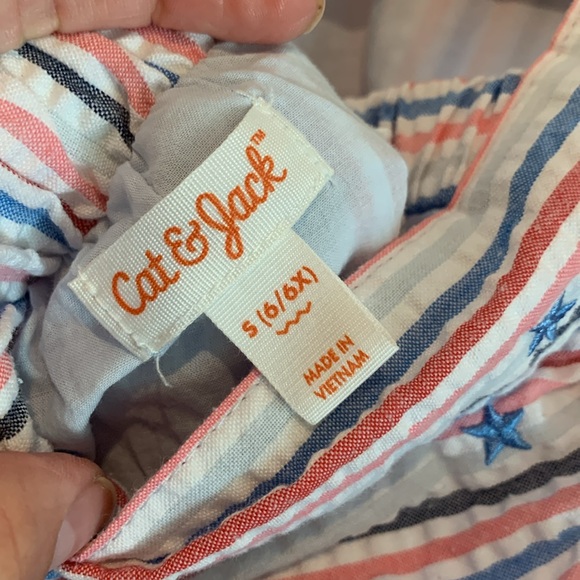 Cat & Jack™
S (6/6X)
MADE IN
VIETNAM